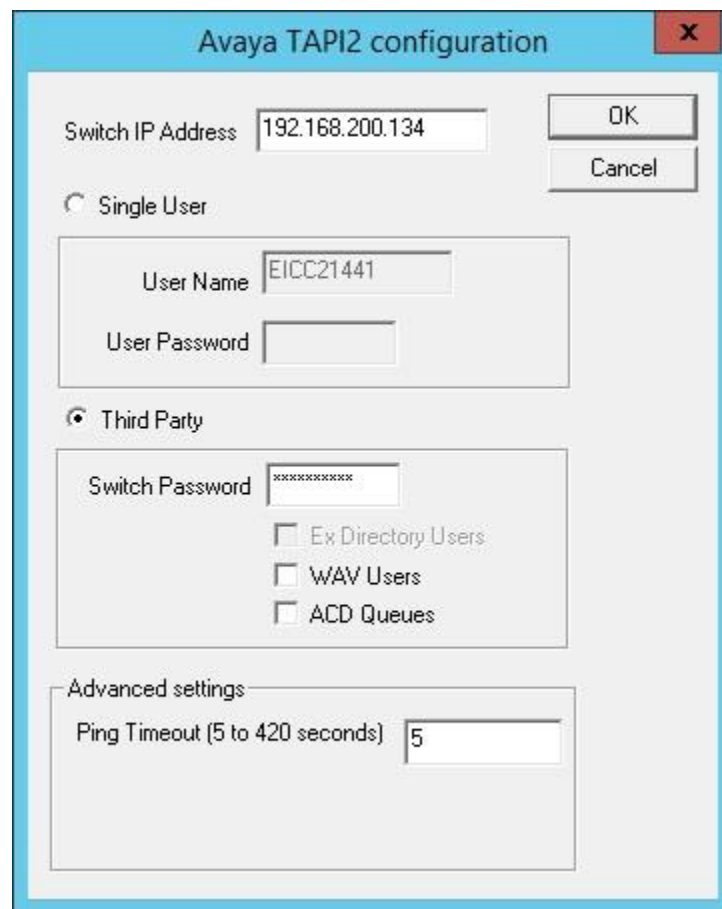 Avaya TAPI2 configuration
x
Switch IP Address 192.168.200.134
OK
Cancel
Single User
User Name EICC21441
User Password
Third Party
Switch Password **********
Ex Directory Users
WAV Users
ACD Queues
Advanced settings
Ping Timeout (5 to 420 seconds) 5